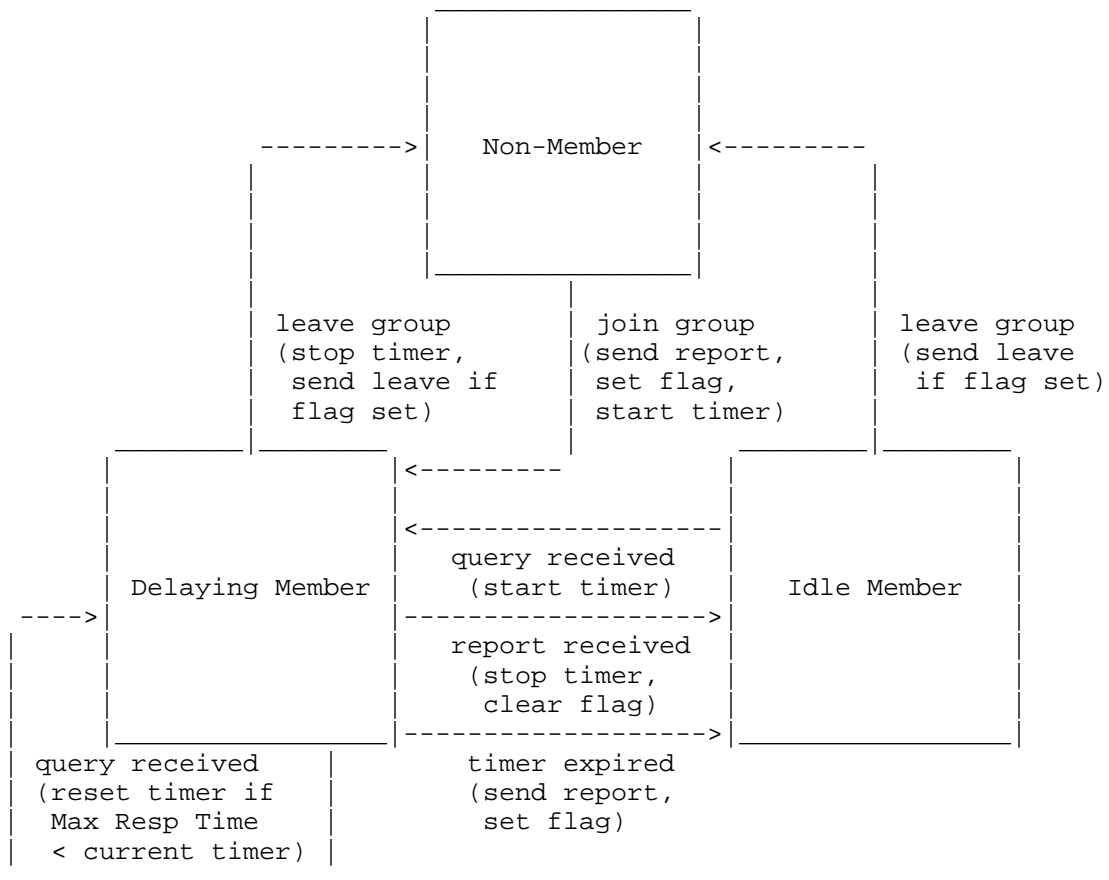 Non-Member
leave group
(stop timer,
send leave if
flag set)
join group
(send report,
set flag,
start timer)
leave group
(send leave
if flag set)
query received
(start timer)
Delaying Member
Idle Member
report received
(stop timer,
clear flag)
query received
(reset timer if
Max Resp Time
< current timer)
timer expired
(send report,
set flag)